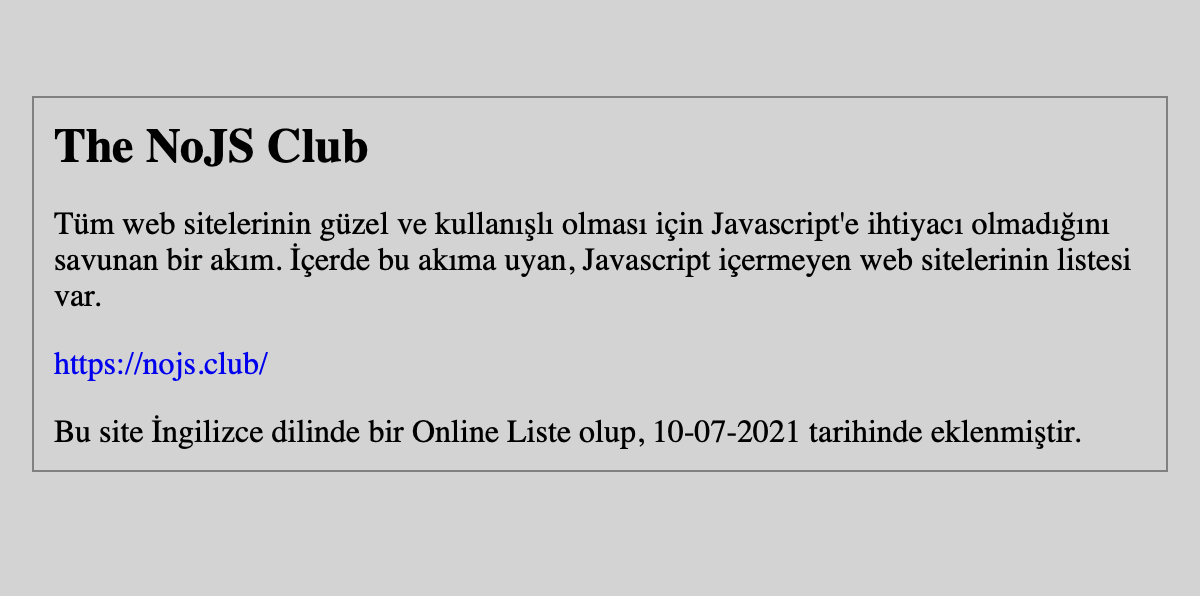 The NoJS Club
Tüm web sitelerinin güzel ve kullanışlı olması için Javascript'e ihtiyacı olmadığını
savunan bir akım. İçerde bu akıma uyan, Javascript içermeyen web sitelerinin listesi
var.
https://nojs.club/
Bu site İngilizce dilinde bir Online Liste olup, 10-07-2021 tarihinde eklenmiştir.